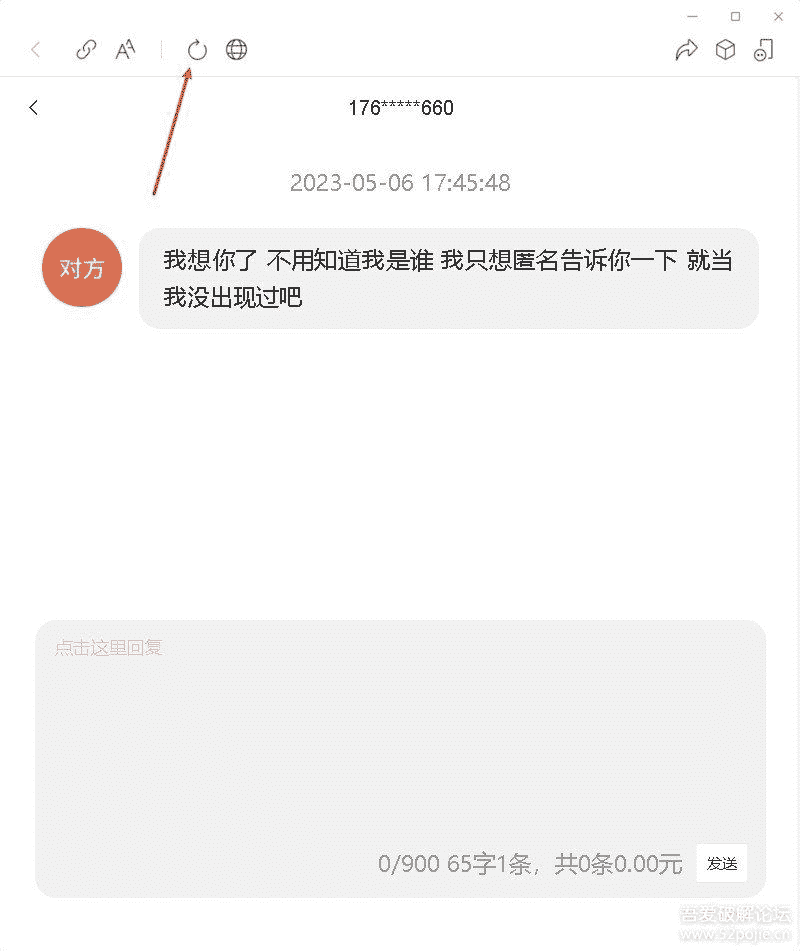 176*****660
2023-05-06 17:45:48
对方
我想你了 不用知道我是谁 我只想匿名告诉你一下 就当
我没出现过吧
点击这里回复
0/900 65字1条，共0条0.00元
发送
吾爱破解论坛
www.52pojie.cn